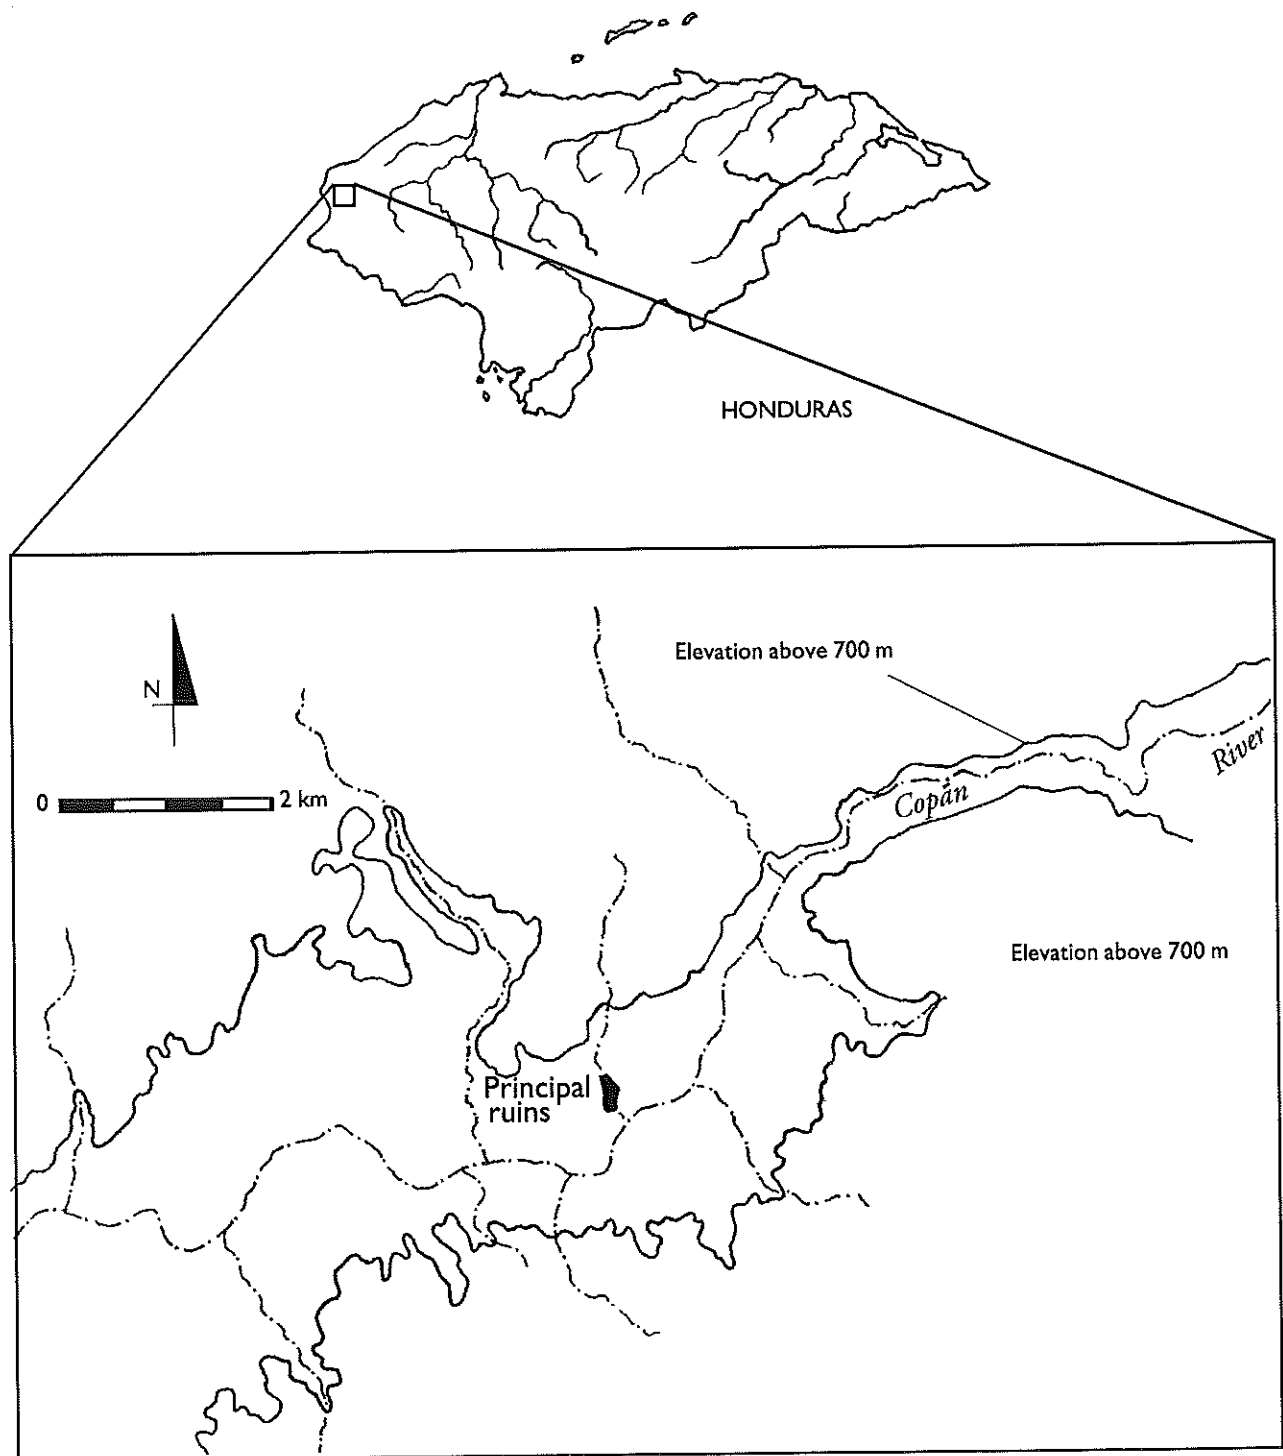 HONDURAS
Elevation above 700 m
N
0
2 km
River
Copán
Elevation above 700 m
Principal
ruins